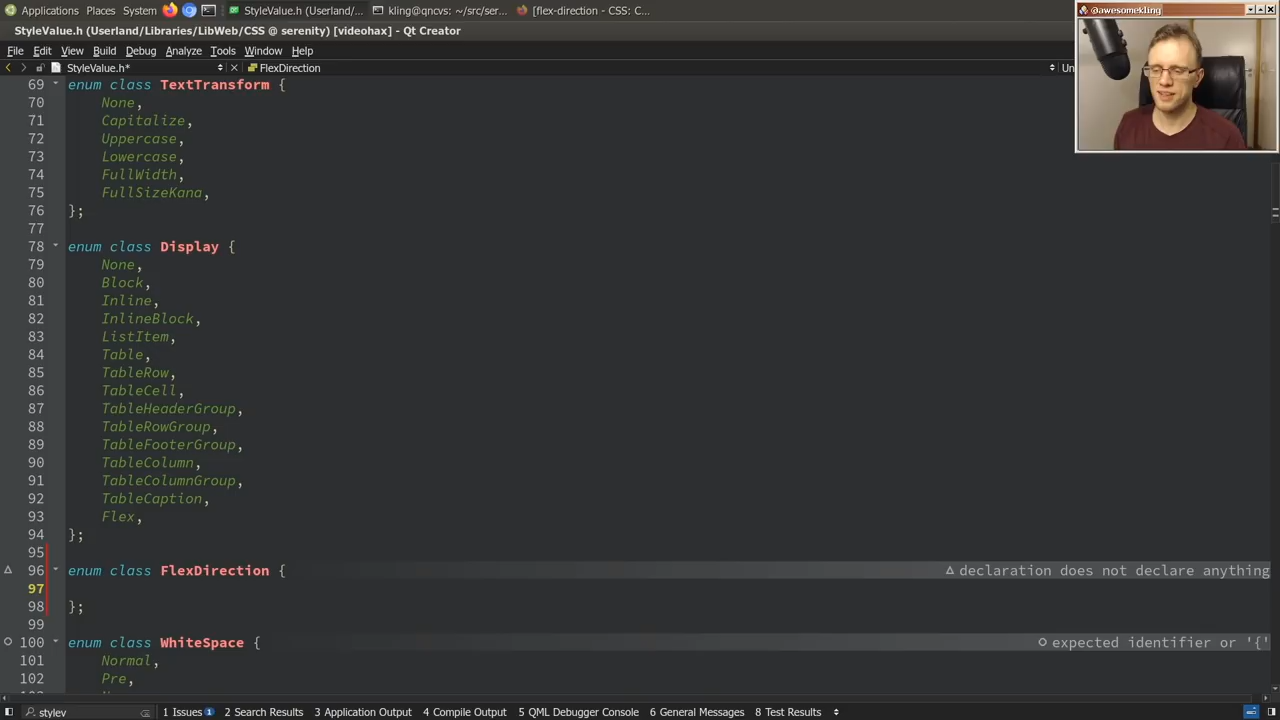 Applications Places System StyleValue.h (Userland/... kling@qncvs: ~/src/ser... [flex-direction - CSS: C...
@awesomekling
StyleValue.h (Userland/Libraries/LibWeb/CSS @ serenity) [videohax] - Qt Creator
File Edit View Build Debug Analyze Tools Window Help
StyleValue.h* FlexDirection Un
69 enum class TextTransform {
70 None,
71 Capitalize,
72 Uppercase,
73 Lowercase,
74 FullWidth,
75 FullSizeKana,
76 };
77
78 enum class Display {
79 None,
80 Block,
81 Inline,
82 InlineBlock,
83 ListItem,
84 Table,
85 TableRow,
86 TableCell,
87 TableHeaderGroup,
88 TableRowGroup,
89 TableFooterGroup,
90 TableColumn,
91 TableColumnGroup,
92 TableCaption,
93 Flex,
94 };
95
96 enum class FlexDirection { declaration does not declare anything
97
98 };
99
100 enum class WhiteSpace { expected identifier or '{'
101 Normal,
102 Pre,
stylev 1 Issues 1 2 Search Results 3 Application Output 4 Compile Output 5 QML Debugger Console 6 General Messages 8 Test Results